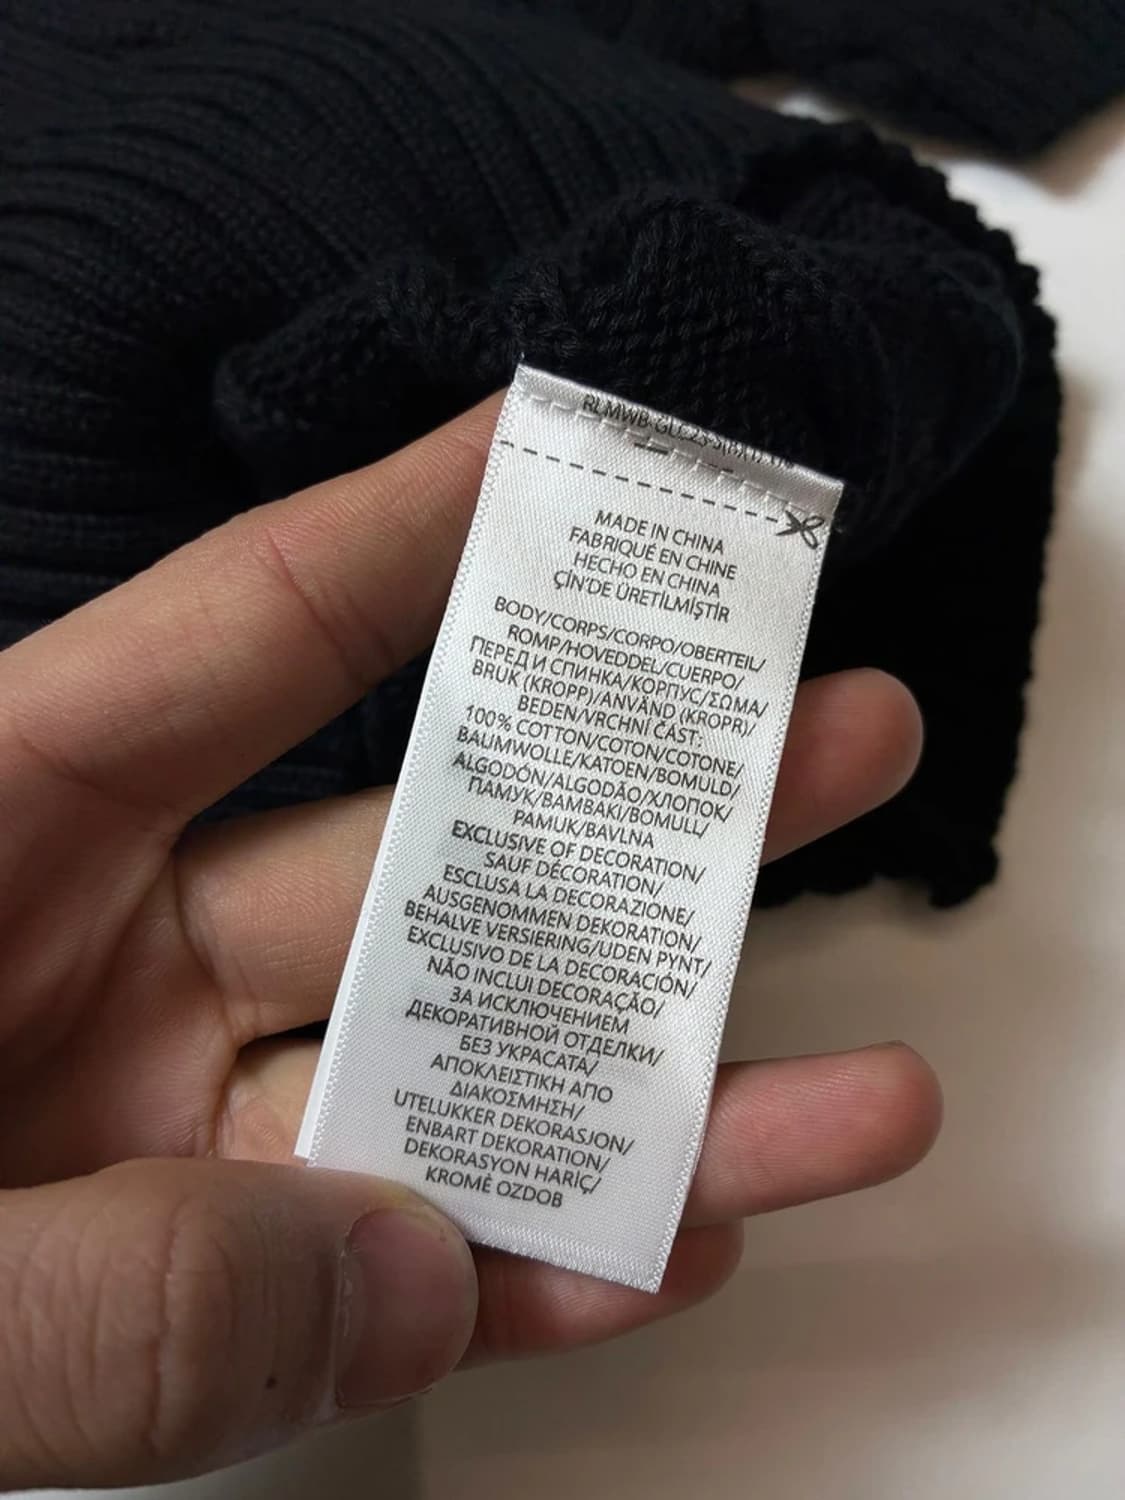 MADE IN CHINA
FABRIQUÉ EN CHINE
HECHO EN CHINA
ÇİN'DE ÜRETİLMİŞTİR
BODY/CORPS/CORPO/OBERTEIL/
ROMP/HOVEDDEL/CUERPO/
ПЕРЕД И СПИНКА/КОРПУС/ΣΩΜΑ/
BRUK (KROPP)/ANVÄND (KROPR)/
BEDEN/VRCHNÍ ČÁST:
100% COTTON/COTON/COTONE/
BAUMWOLLE/KATOEN/BOMULD/
ALGODÓN/ALGODÃO/ХЛОПОК/
ПАМУК/BAMBAKI/BOMULL/
PAMUK/BAVLNA
EXCLUSIVE OF DECORATION/
SAUF DÉCORATION/
ESCLUSA LA DECORAZIONE/
AUSGENOMMEN DEKORATION/
BEHALVE VERSIERING/UDEN PYNT/
EXCLUSIVO DE LA DECORACIÓN/
NÃO INCLUI DECORAÇÃO/
ЗА ИСКЛЮЧЕНИЕМ
ДЕКОРАТИВНОЙ ОТДЕЛКИ/
БЕЗ УКРАСАТА/
ΑΠΟΚΛΕΙΣΤΙΚΗ ΑΠΟ
ΔΙΑΚΟΣΜΗΣΗ/
UTELUKKER DEKORASJON/
ENBART DEKORATION/
DEKORASYON HARİÇ/
KROMĚ OZDOB